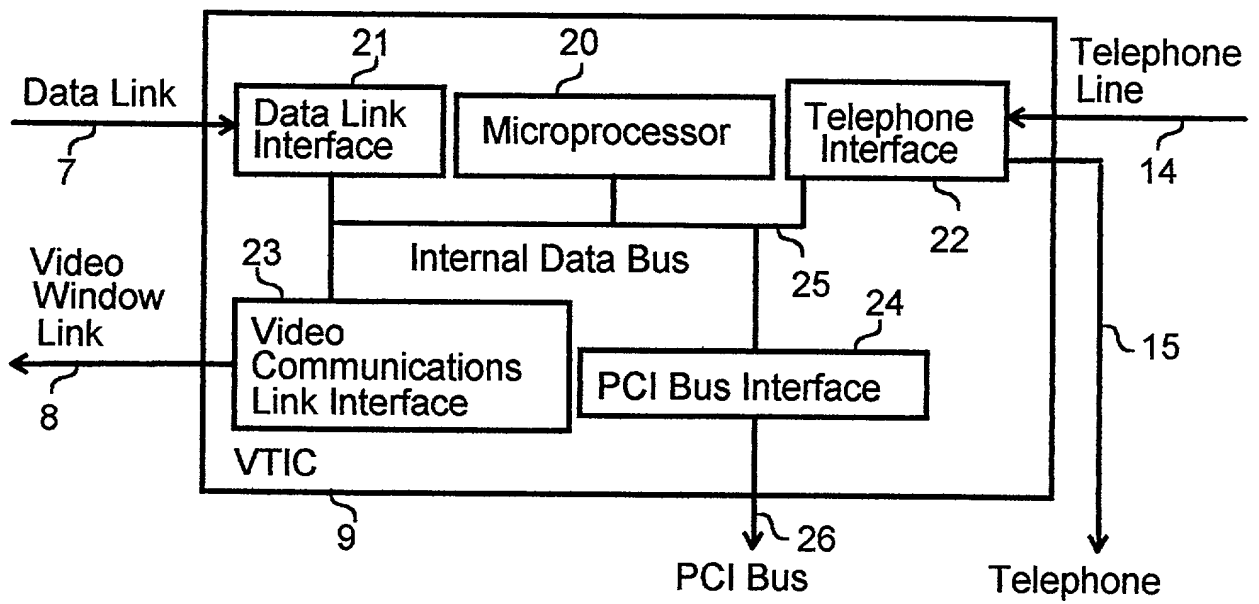 21
20
Telephone
Line
Data Link
Data Link
Interface
Microprocessor
Telephone
Interface
7
14
22
Video
Window
Link
23
Internal Data Bus
25
24
15
Video
Communications
Link Interface
PCI Bus Interface
8
VTIC
9
26
PCI Bus
Telephone